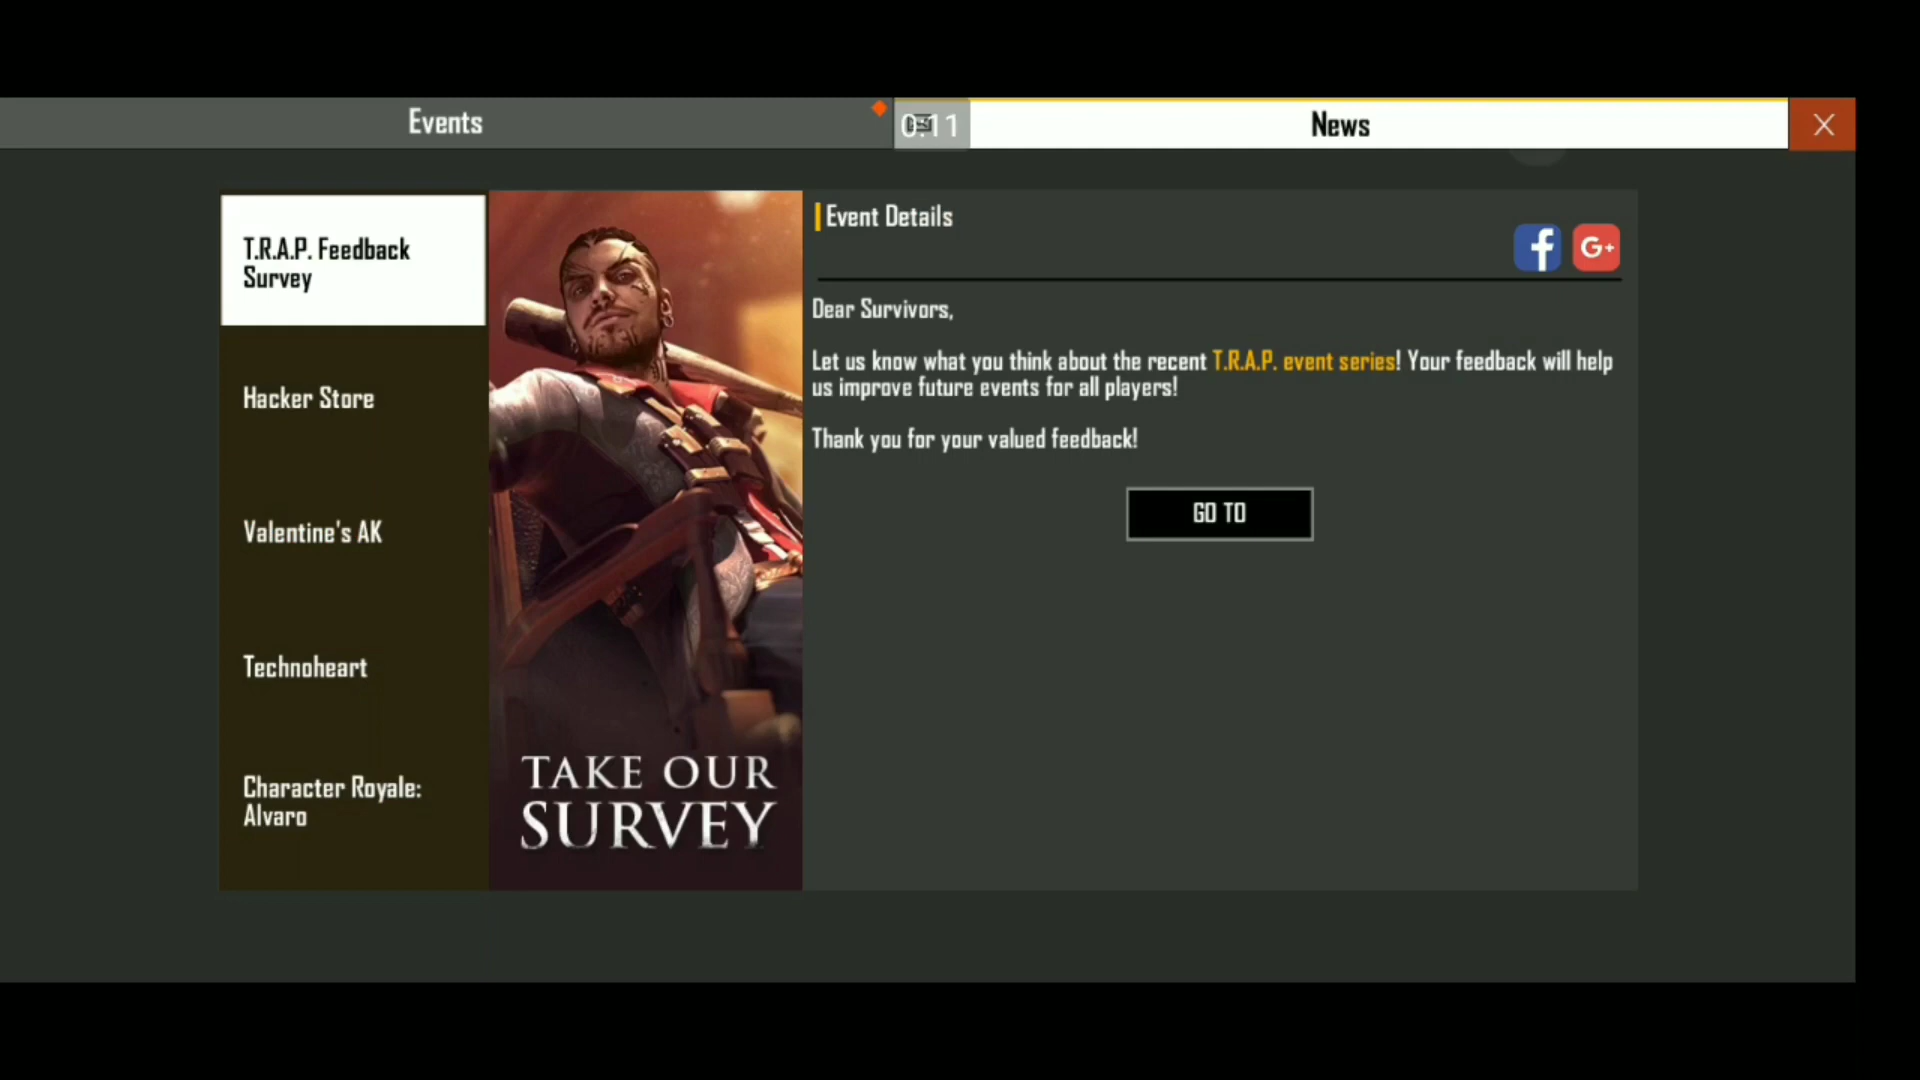 Events
0:11
News
T.R.A.P. Feedback
Survey
Hacker Store
Valentine's AK
Technoheart
Character Royale:
Alvaro
TAKE OUR
SURVEY
Event Details
f
G+
Dear Survivors,
Let us know what you think about the recent T.R.A.P. event series! Your feedback will help
us improve future events for all players!
Thank you for your valued feedback!
GO TO